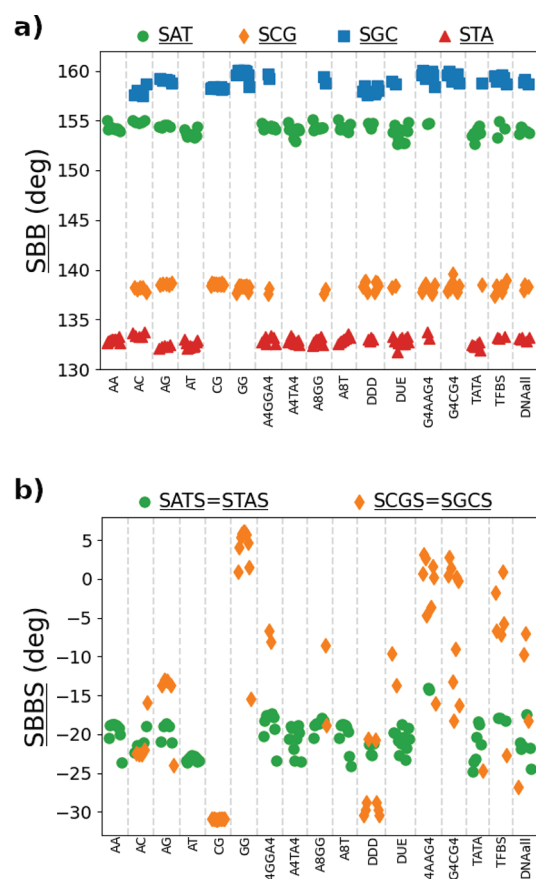 a) SAT SCG SGC STA
SBB (deg)
160
155
150
145
140
135
130
AA AC AG AT CG GG A4GGA4 A4TA4 A8GG A8T DDD DUE G4AAG4 G4CG4 TATA TFBS DNAall
b) SATS=STAS SCGS=SGCS
SBBS (deg)
5
0
−5
−10
−15
−20
−25
−30
AA AC AG AT CG GG 4GGA4 A4TA4 A8GG A8T DDD DUE 4AAG4 G4CG4 TATA TFBS DNAall